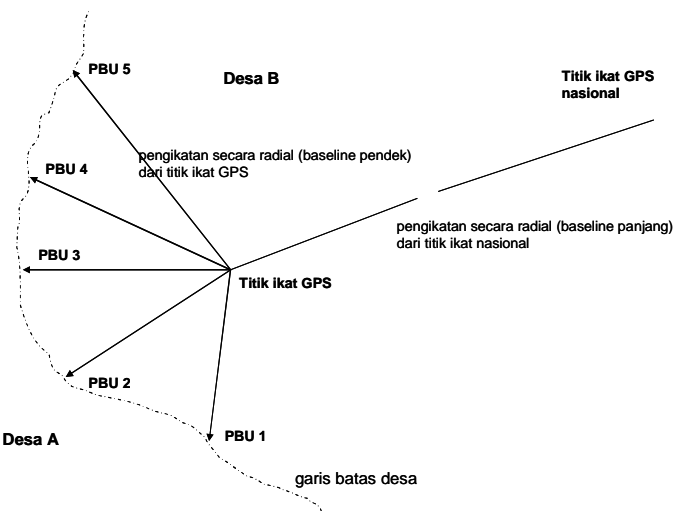 PBU 5
Desa B
Titik ikat GPS
nasional
pengikatan secara radial (baseline pendek)
dari titik ikat GPS
PBU 4
pengikatan secara radial (baseline panjang)
dari titik ikat nasional
PBU 3
Titik ikat GPS
PBU 2
Desa A
PBU 1
garis batas desa